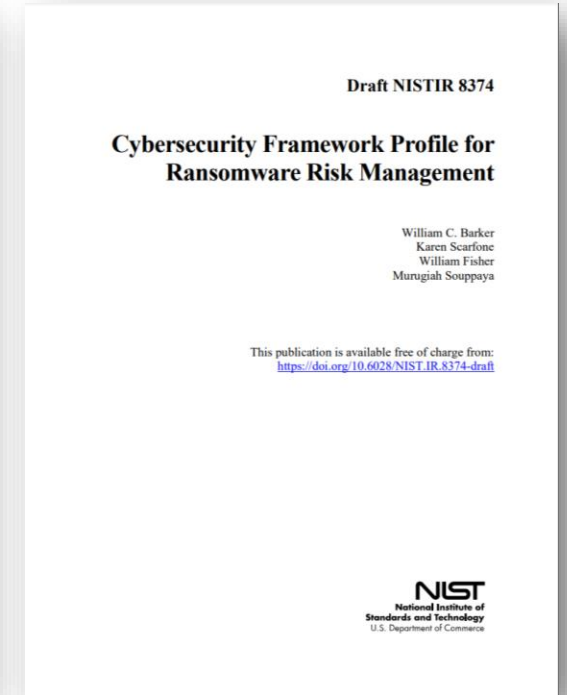 Draft NISTIR 8374
Cybersecurity Framework Profile for
Ransomware Risk Management
William C. Barker
Karen Scarfone
William Fisher
Murugiah Souppaya
This publication is available free of charge from:
https://doi.org/10.6028/NIST.IR.8374-draft
NIST
National Institute of
Standards and Technology
U.S. Department of Commerce